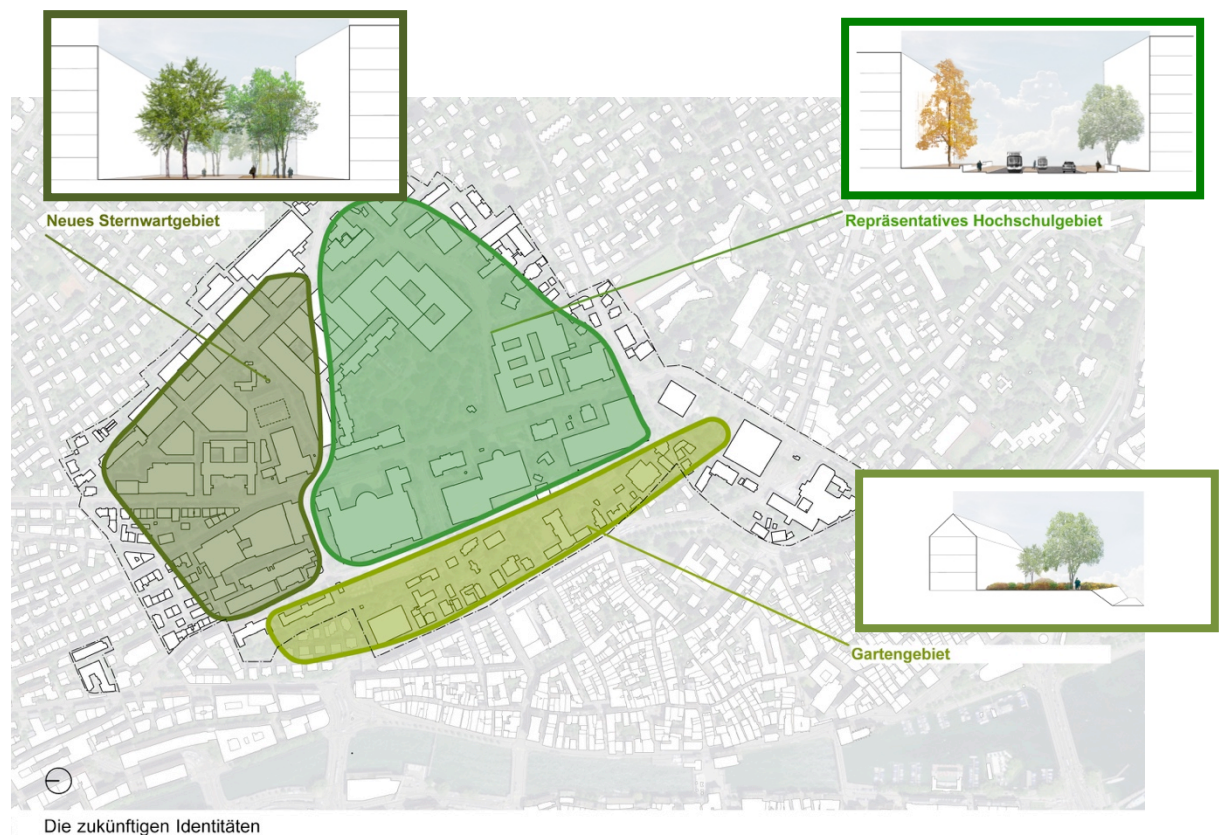 Neues Sternwartgebiet
Repräsentatives Hochschulgebiet
Gartengebiet
Die zukünftigen Identitäten